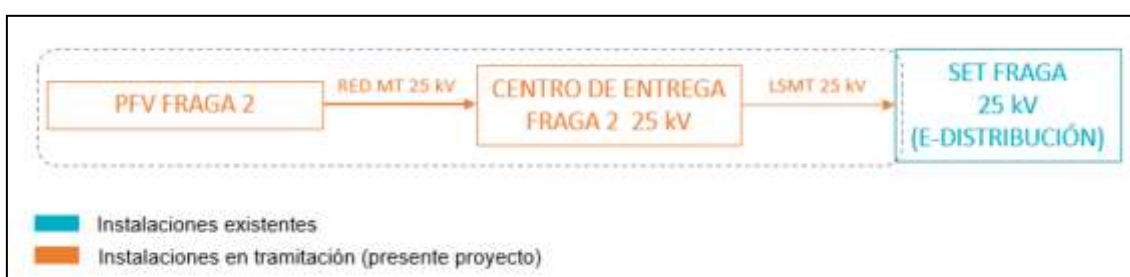 PFV FRAGA 2
RED MT 25 kV
CENTRO DE ENTREGA
FRAGA 2 25 kV
LSMT 25 kV
SET FRAGA
25 kV
(E-DISTRIBUCIÓN)
Instalaciones existentes
Instalaciones en tramitación (presente proyecto)